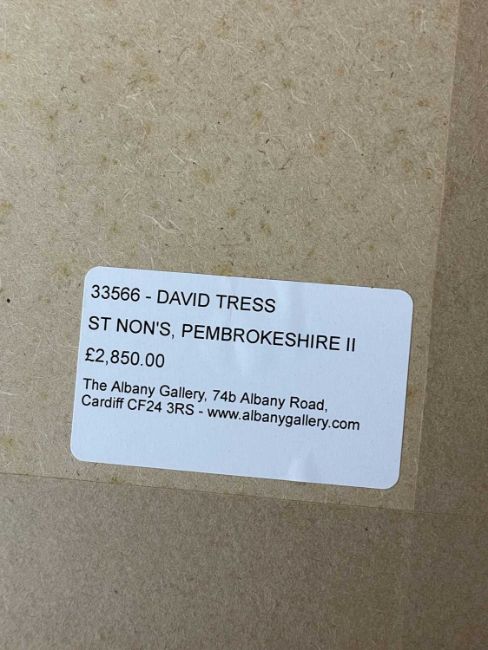 33566 - DAVID TRESS
ST NON'S, PEMBROKESHIRE II
£2,850.00
The Albany Gallery, 74b Albany Road,
Cardiff CF24 3RS - www.albanygallery.com